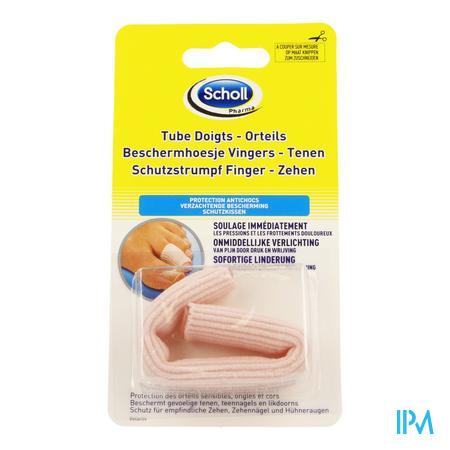 A COUPER SUR MESURE
OP MAAT KNIPPEN
ZUM ZUSCHNEIDEN
Scholl
Pharma
Tube Doigts - Orteils
Beschermhoesje Vingers - Tenen
Schutzstrumpf Finger - Zehen
PROTECTION ANTICHOCS
VERZACHTENDE BESCHERMING
SCHUTZKISSEN
SOULAGE IMMÉDIATEMENT
LES PRESSIONS ET LES FROTTEMENTS DOULOUREUX
ONMIDDELLIJKE VERLICHTING
VAN PIJN DOOR DRUK EN WRIJVING
SOFORTIGE LINDERUNG
Protection des orteils sensibles, ongles et cors
Beschermt gevoelige tenen, teennagels en likdoorns
Schutz für empfindliche Zehen, Zehennägel und Hühneraugen
IPM